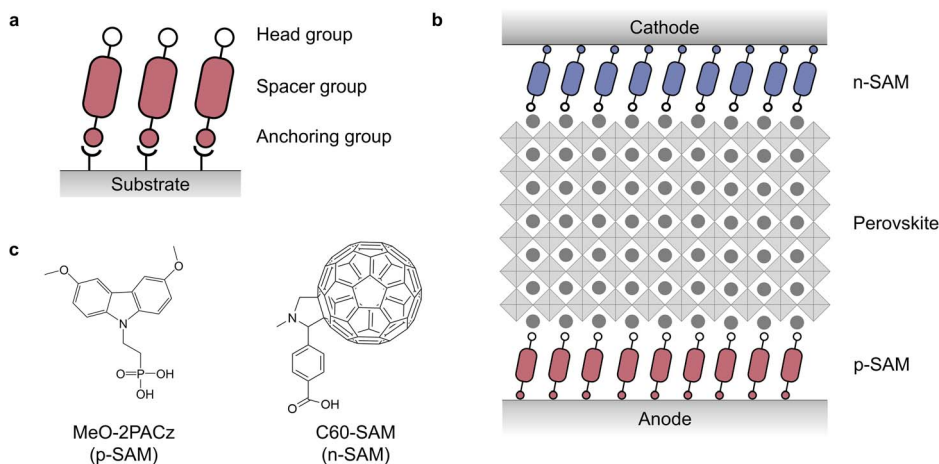 a
Head group
Spacer group
Anchoring group
Substrate
b
Cathode
n-SAM
Perovskite
p-SAM
Anode
c
O
O
N
O
P
OH
OH
MeO-2PACz
(p-SAM)
N
O
OH
C60-SAM
(n-SAM)